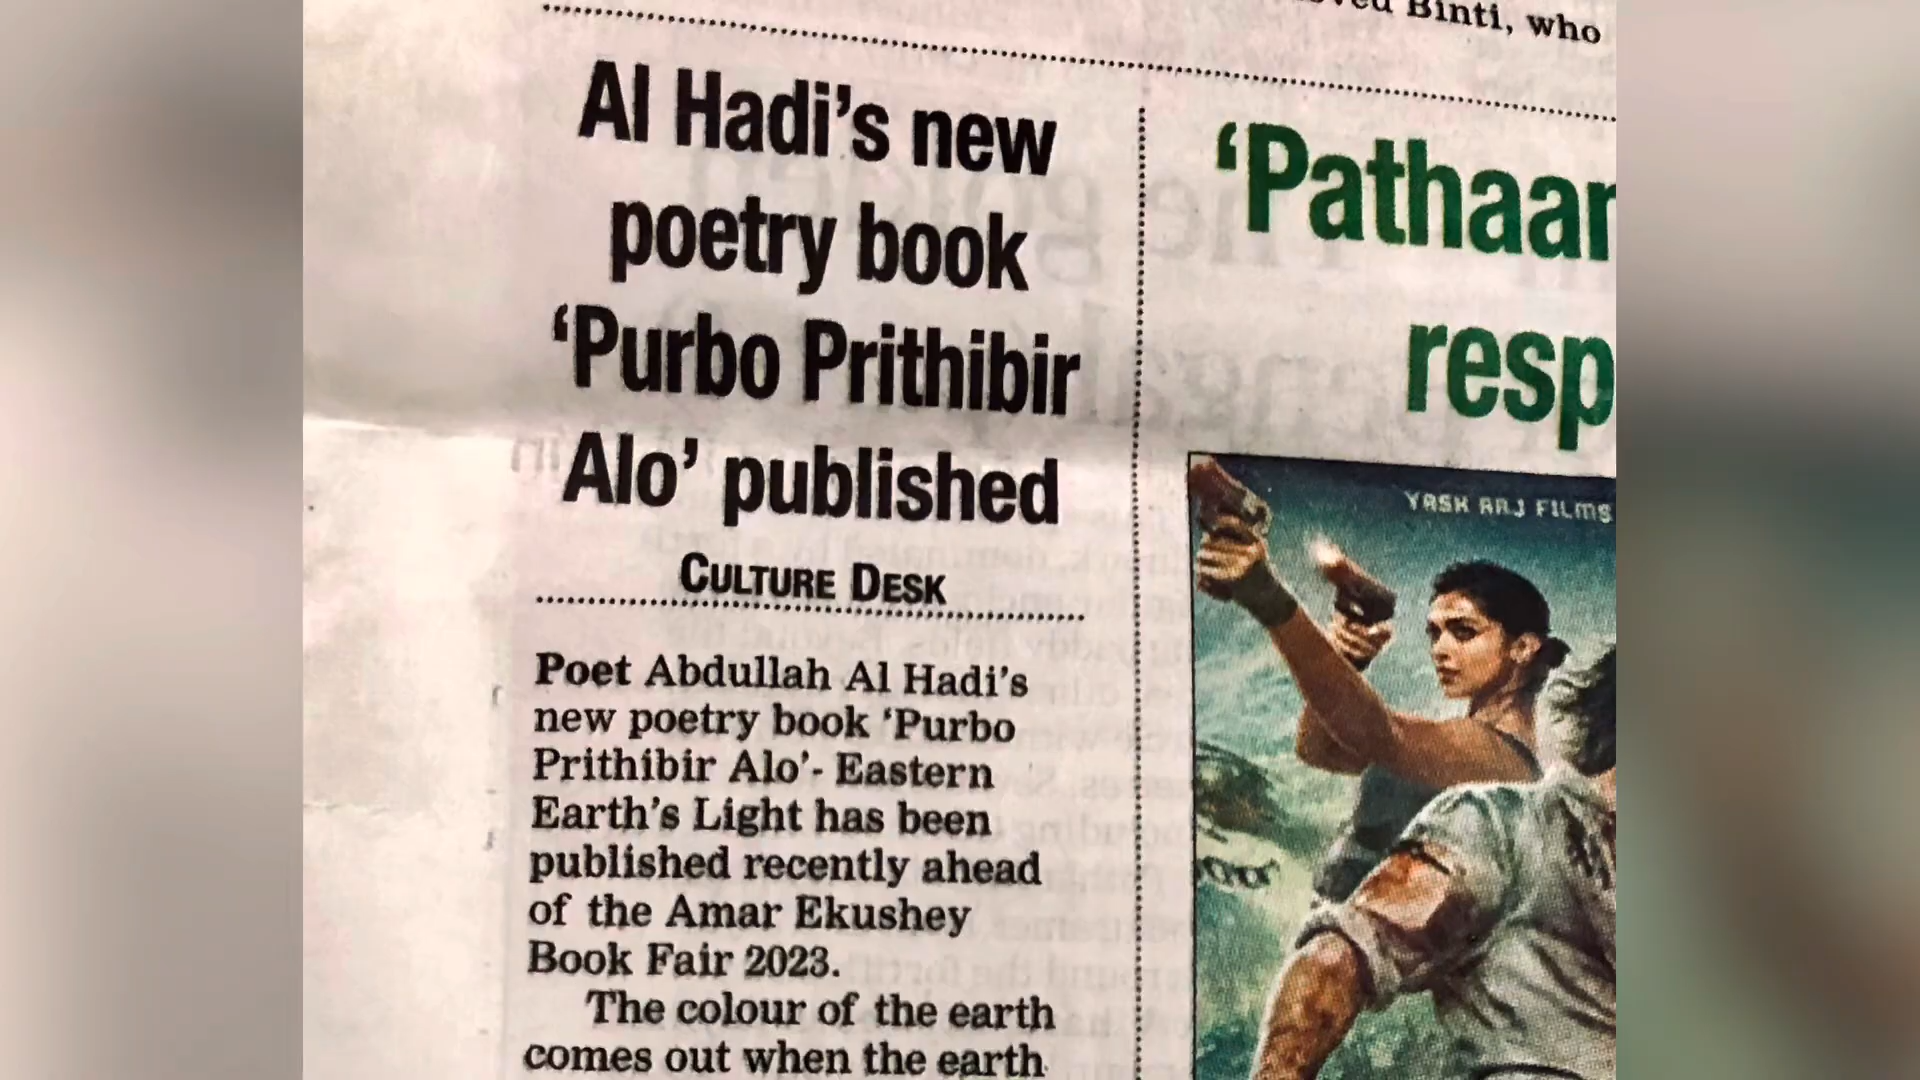 Binti, who
Al Hadi's new
poetry book
‘Purbo Prithibir
Alo’ published
CULTURE DESK
Poet Abdullah Al Hadi's
new poetry book ‘Purbo
Prithibir Alo’- Eastern
Earth's Light has been
published recently ahead
of the Amar Ekushey
Book Fair 2023.
The colour of the earth
comes out when the earth
‘Pathaan
resp
YASH RAJ FILMS